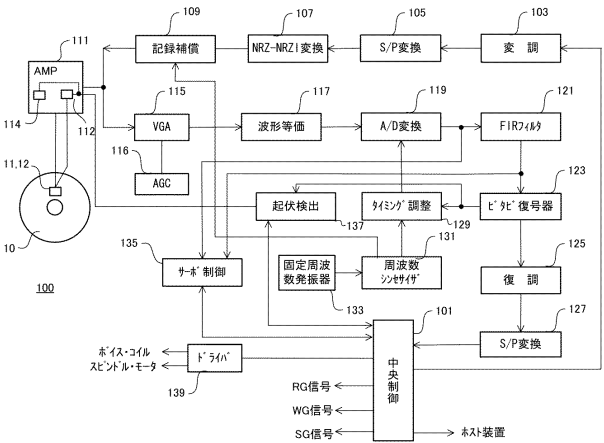 111
109
107
105
103
AMP
114
112
記録補償
NRZ-NRZI変換
S/P変換
変 調
115
117
119
121
VGA
波形等価
A/D変換
FIRフィルタ
116
AGC
11,12
10
100
123
起伏検出
137
タイミング調整
129
ビタビ復号器
135
サーボ制御
131
固定周波
数発振器
133
周波数
シンセサイザ
125
復 調
127
S/P変換
101
中央制御
ボイス・コイル
スピンドル・モータ
ドライバ
139
RG信号
WG信号
SG信号
ホスト装置